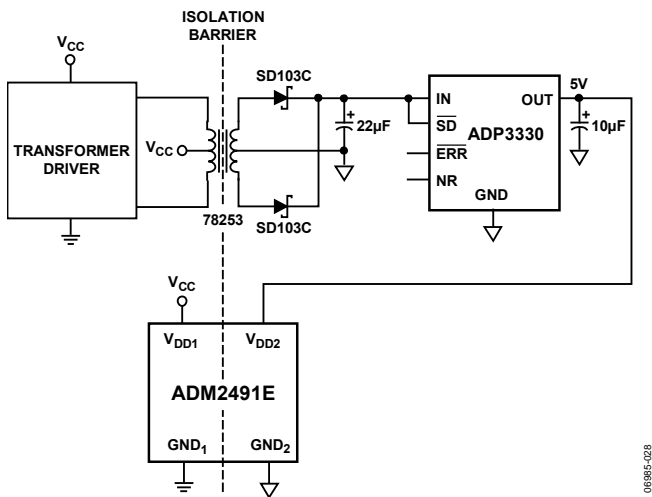 ISOLATION
BARRIER
VCC
SD103C
5V
IN
OUT
SD
ADP3330
22µF
10µF
TRANSFORMER
DRIVER
VCC
ERR
NR
GND
78253
SD103C
VCC
VDD1
VDD2
ADM2491E
GND1
GND2
06985-028